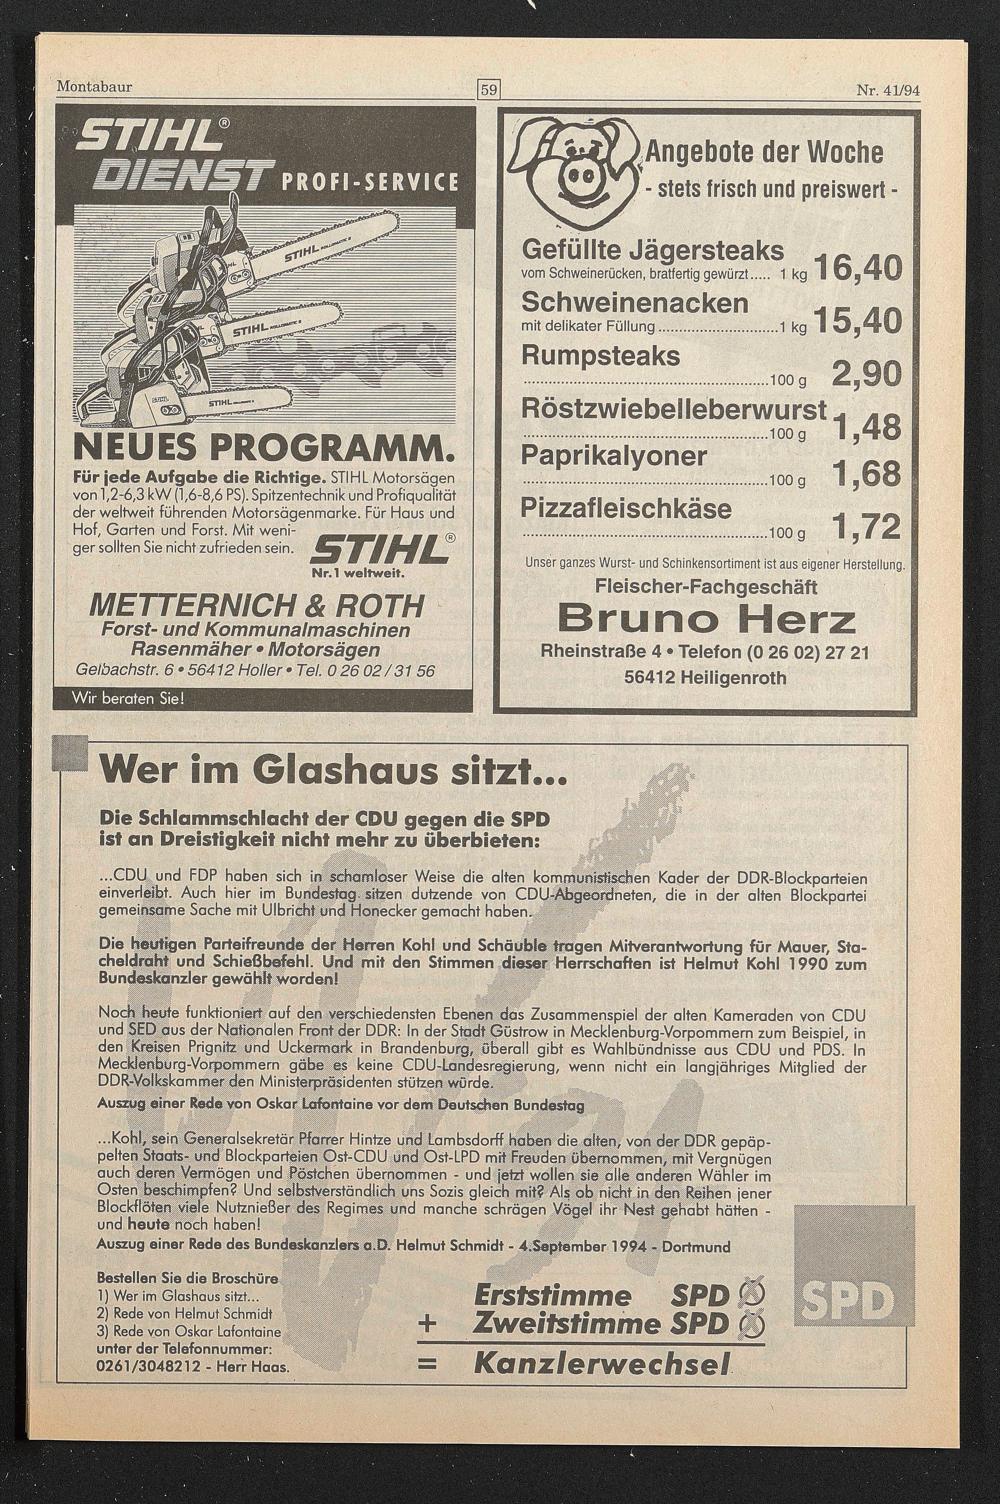 Montabaur
59
Nr. 41/94
STIHL®
DIENST PROFI-SERVICE
STIHL
STIHL
STIHL
NEUES PROGRAMM.
Für jede Aufgabe die Richtige. STIHL Motorsägen
von 1,2-6,3 kW (1,6-8,6 PS). Spitzentechnik und Profiqualität
der weltweit führenden Motorsägenmarke. Für Haus und
Hof, Garten und Forst. Mit weni-
ger sollten Sie nicht zufrieden sein.
STIHL®
Nr.1 weltweit.
METTERNICH & ROTH
Forst- und Kommunalmaschinen
Rasenmäher • Motorsägen
Gelbachstr. 6 • 56412 Holler • Tel. 0 26 02 / 31 56
Wir beraten Sie!
Angebote der Woche
- stets frisch und preiswert -
Gefüllte Jägersteaks
vom Schweinerücken, bratfertig gewürzt ..... 1 kg 16,40
Schweinenacken
mit delikater Füllung ..............................1 kg 15,40
Rumpsteaks
..............................................................100 g 2,90
Röstzwiebelleberwurst
..............................................................100 g 1,48
Paprikalyoner
..............................................................100 g 1,68
Pizzafleischkäse
..............................................................100 g 1,72
Unser ganzes Wurst- und Schinkensortiment ist aus eigener Herstellung.
Fleischer-Fachgeschäft
Bruno Herz
Rheinstraße 4 • Telefon (0 26 02) 27 21
56412 Heiligenroth
Wer im Glashaus sitzt...
Die Schlammschlacht der CDU gegen die SPD
ist an Dreistigkeit nicht mehr zu überbieten:
...CDU und FDP haben sich in schamloser Weise die alten kommunistischen Kader der DDR-Blockparteien
einverleibt. Auch hier im Bundestag sitzen dutzende von CDU-Abgeordneten, die in der alten Blockpartei
gemeinsame Sache mit Ulbricht und Honecker gemacht haben.
Die heutigen Parteifreunde der Herren Kohl und Schäuble tragen Mitverantwortung für Mauer, Sta-
cheldraht und Schießbefehl. Und mit den Stimmen dieser Herrschaften ist Helmut Kohl 1990 zum
Bundeskanzler gewählt worden!
Noch heute funktioniert auf den verschiedensten Ebenen das Zusammenspiel der alten Kameraden von CDU
und SED aus der Nationalen Front der DDR: In der Stadt Güstrow in Mecklenburg-Vorpommern zum Beispiel, in
den Kreisen Prignitz und Uckermark in Brandenburg, überall gibt es Wahlbündnisse aus CDU und PDS. In
Mecklenburg-Vorpommern gäbe es keine CDU-Landesregierung, wenn nicht ein langjähriges Mitglied der
DDR-Volkskammer den Ministerpräsidenten stützen würde.
Auszug einer Rede von Oskar Lafontaine vor dem Deutschen Bundestag
...Kohl, sein Generalsekretär Pfarrer Hintze und Lambsdorff haben die alten, von der DDR gepäp-
pelten Staats- und Blockparteien Ost-CDU und Ost-LPD mit Freuden übernommen, mit Vergnügen
auch deren Vermögen und Pöstchen übernommen - und jetzt wollen sie alle anderen Wähler im
Osten beschimpfen? Und selbstverständlich uns Sozis gleich mit? Als ob nicht in den Reihen jener
Blockflöten viele Nutznießer des Regimes und manche schrägen Vögel ihr Nest gehabt hätten -
und heute noch haben!
Auszug einer Rede des Bundeskanzlers a.D. Helmut Schmidt - 4.September 1994 - Dortmund
Bestellen Sie die Broschüre
1) Wer im Glashaus sitzt...
2) Rede von Helmut Schmidt
3) Rede von Oskar Lafontaine
unter der Telefonnummer:
0261/3048212 - Herr Haas.
Erststimme SPD
+ Zweitstimme SPD
= Kanzlerwechsel
SPD